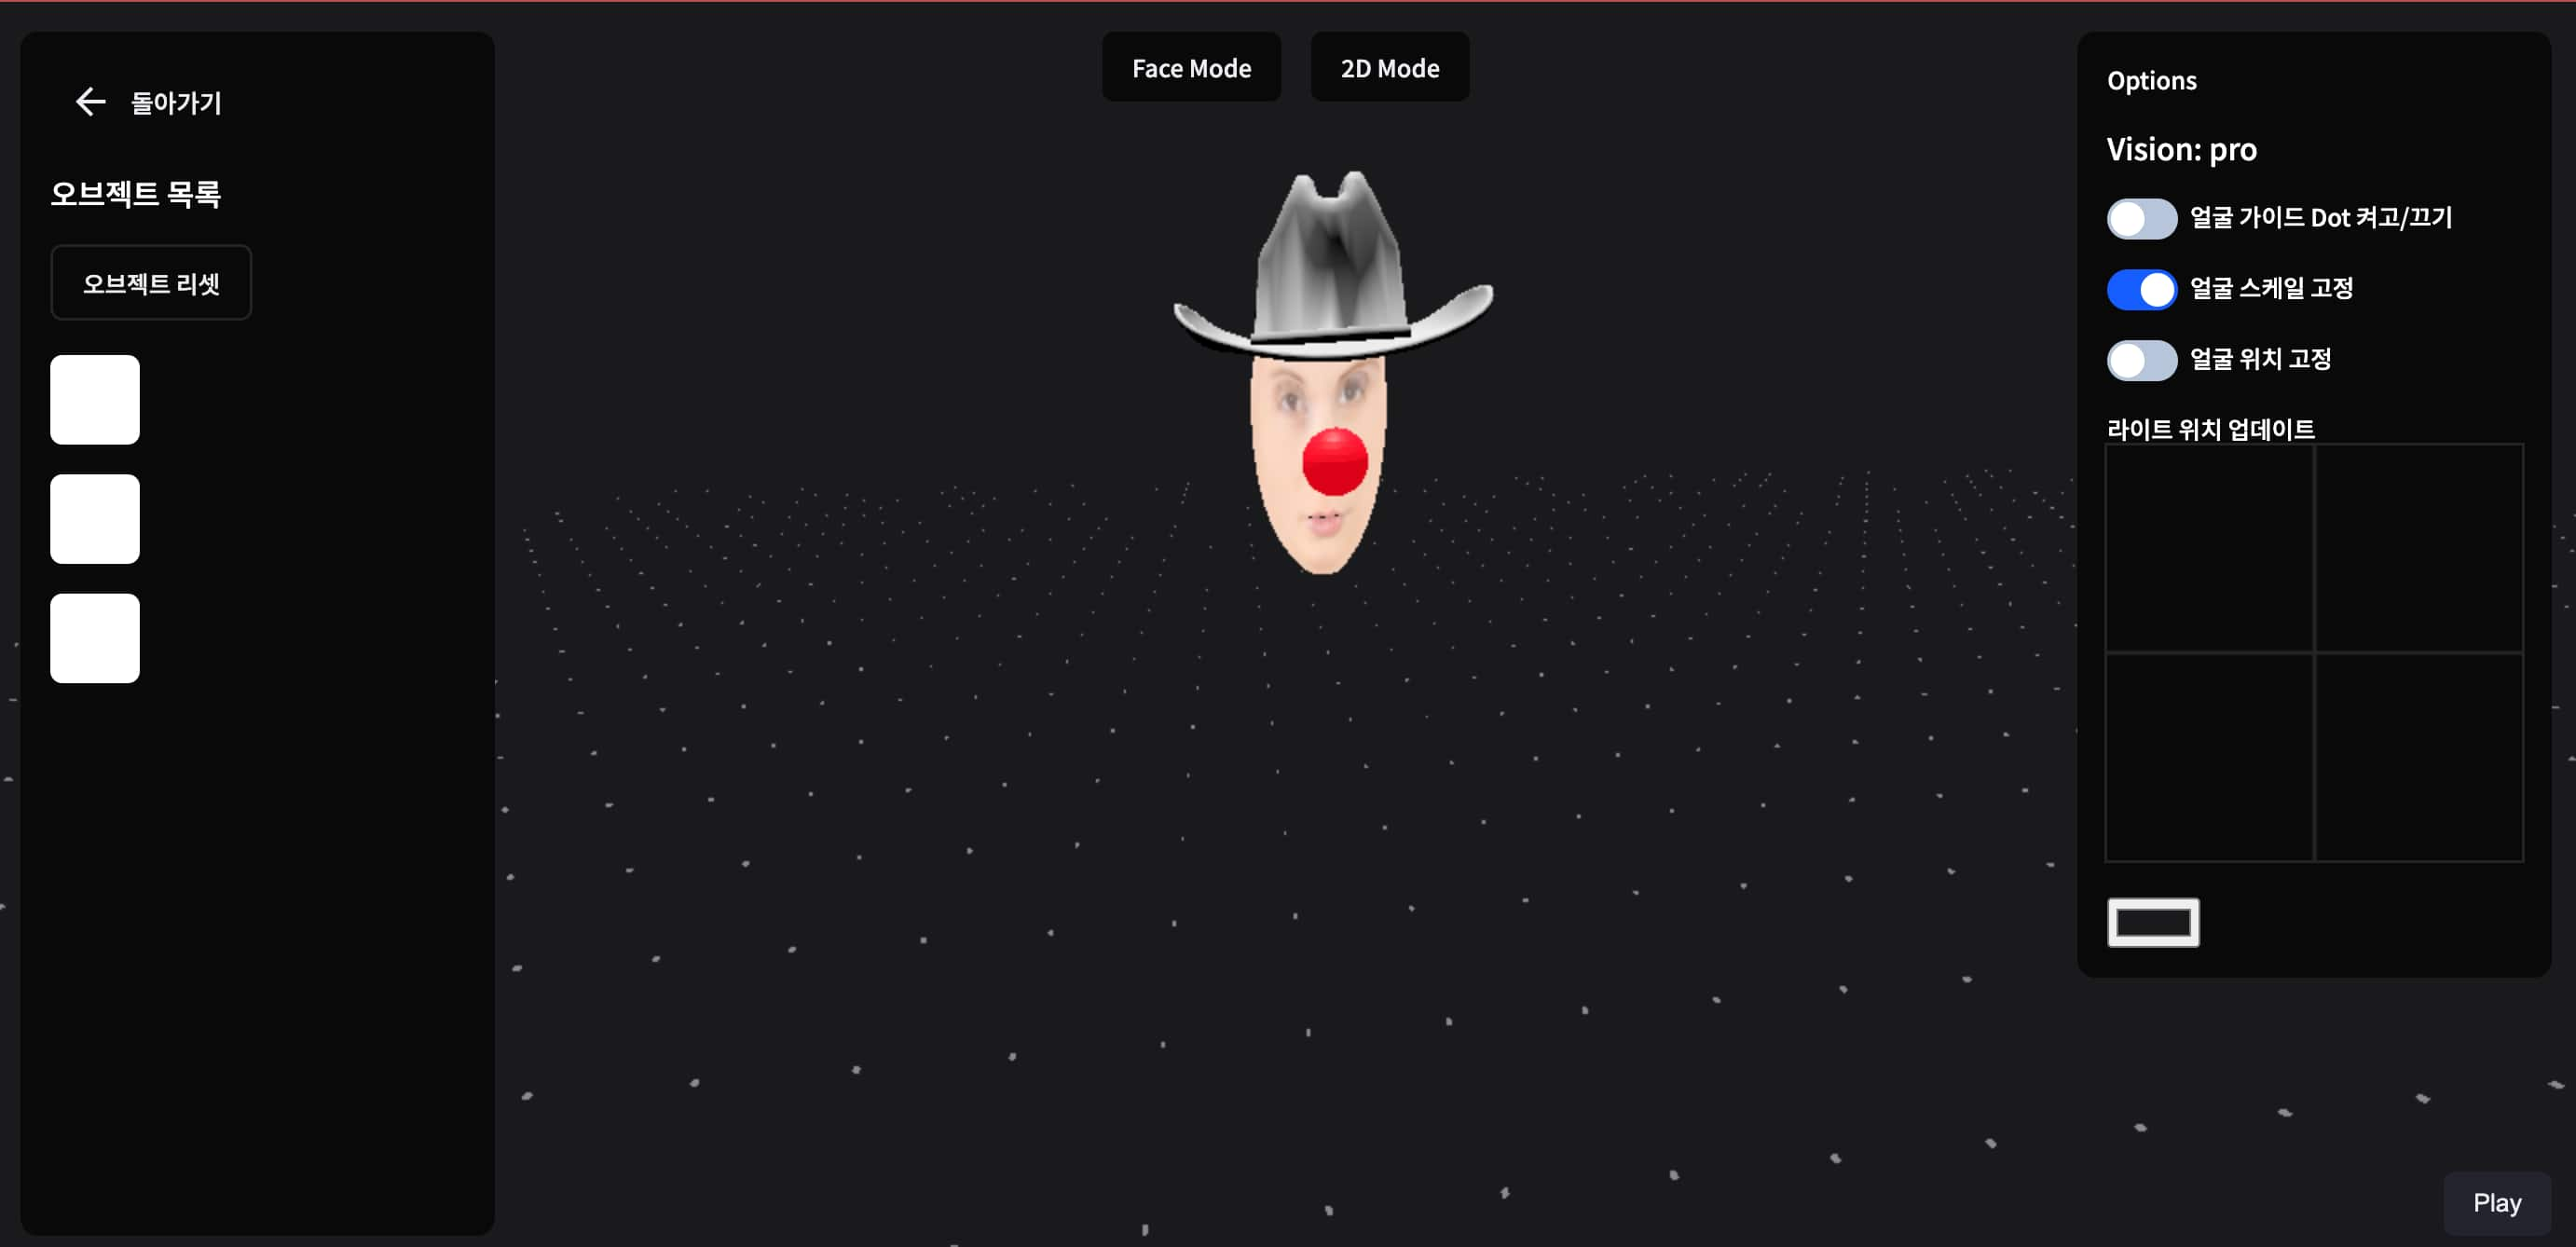 돌아가기
오브젝트 목록
오브젝트 리셋
Face Mode
2D Mode
Options
Vision: pro
얼굴 가이드 Dot 켜고/끄기
얼굴 스케일 고정
얼굴 위치 고정
라이트 위치 업데이트
Play